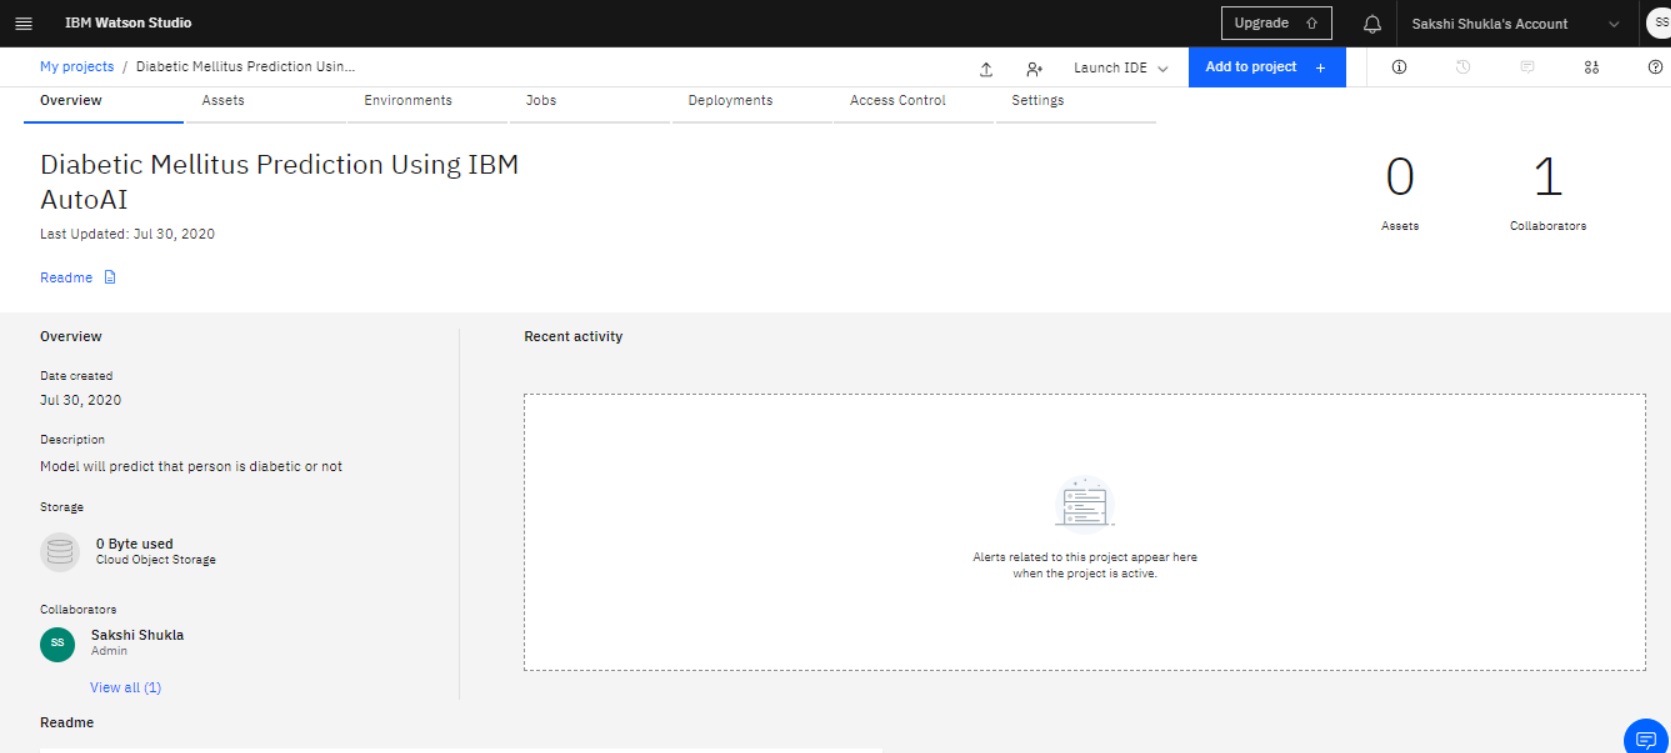 IBM Watson Studio
Upgrade
Sakshi Shukla's Account
SS
My projects / Diabetic Mellitus Prediction Usin...
Launch IDE
Add to project +
Overview
Assets
Environments
Jobs
Deployments
Access Control
Settings
Diabetic Mellitus Prediction Using IBM
AutoAI
Last Updated: Jul 30, 2020
Readme
0
Assets
1
Collaborators
Overview
Date created
Jul 30, 2020
Description
Model will predict that person is diabetic or not
Storage
0 Byte used
Cloud Object Storage
Collaborators
SS
Sakshi Shukla
Admin
View all (1)
Recent activity
Alerts related to this project appear here
when the project is active.
Readme